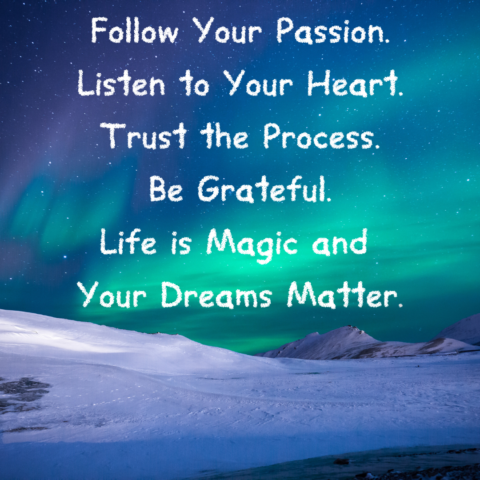 Follow Your Passion.
Listen to Your Heart.
Trust the Process.
Be Grateful.
Life is Magic and
Your Dreams Matter.